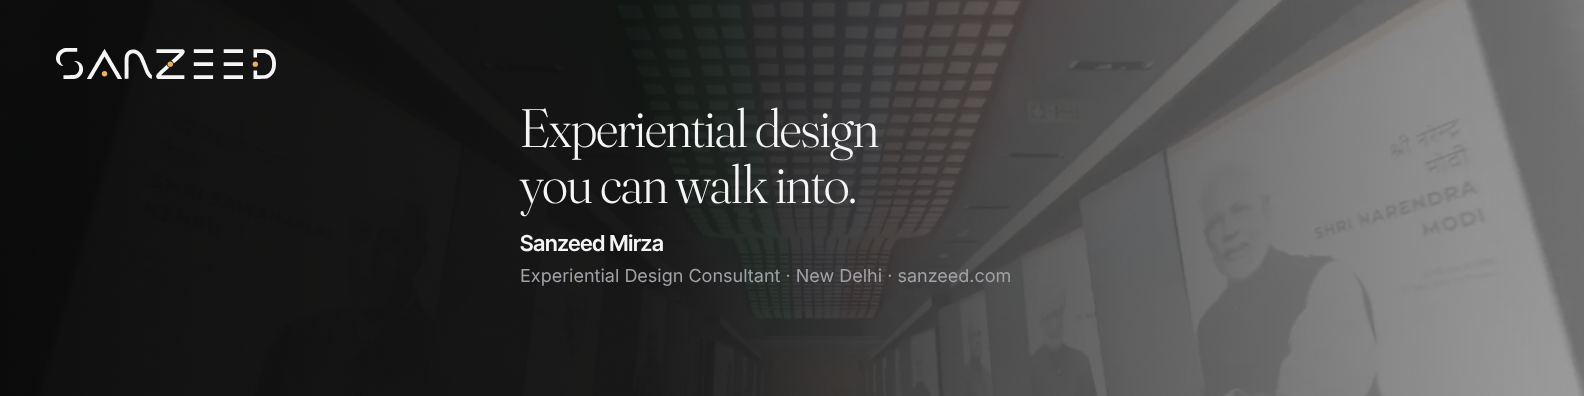 SANZEED
Experiential design
you can walk into.
Sanzeed Mirza
Experiential Design Consultant · New Delhi · sanzeed.com
श्री नरेन्द्र
मोदी
SHRI NARENDRA
MODI